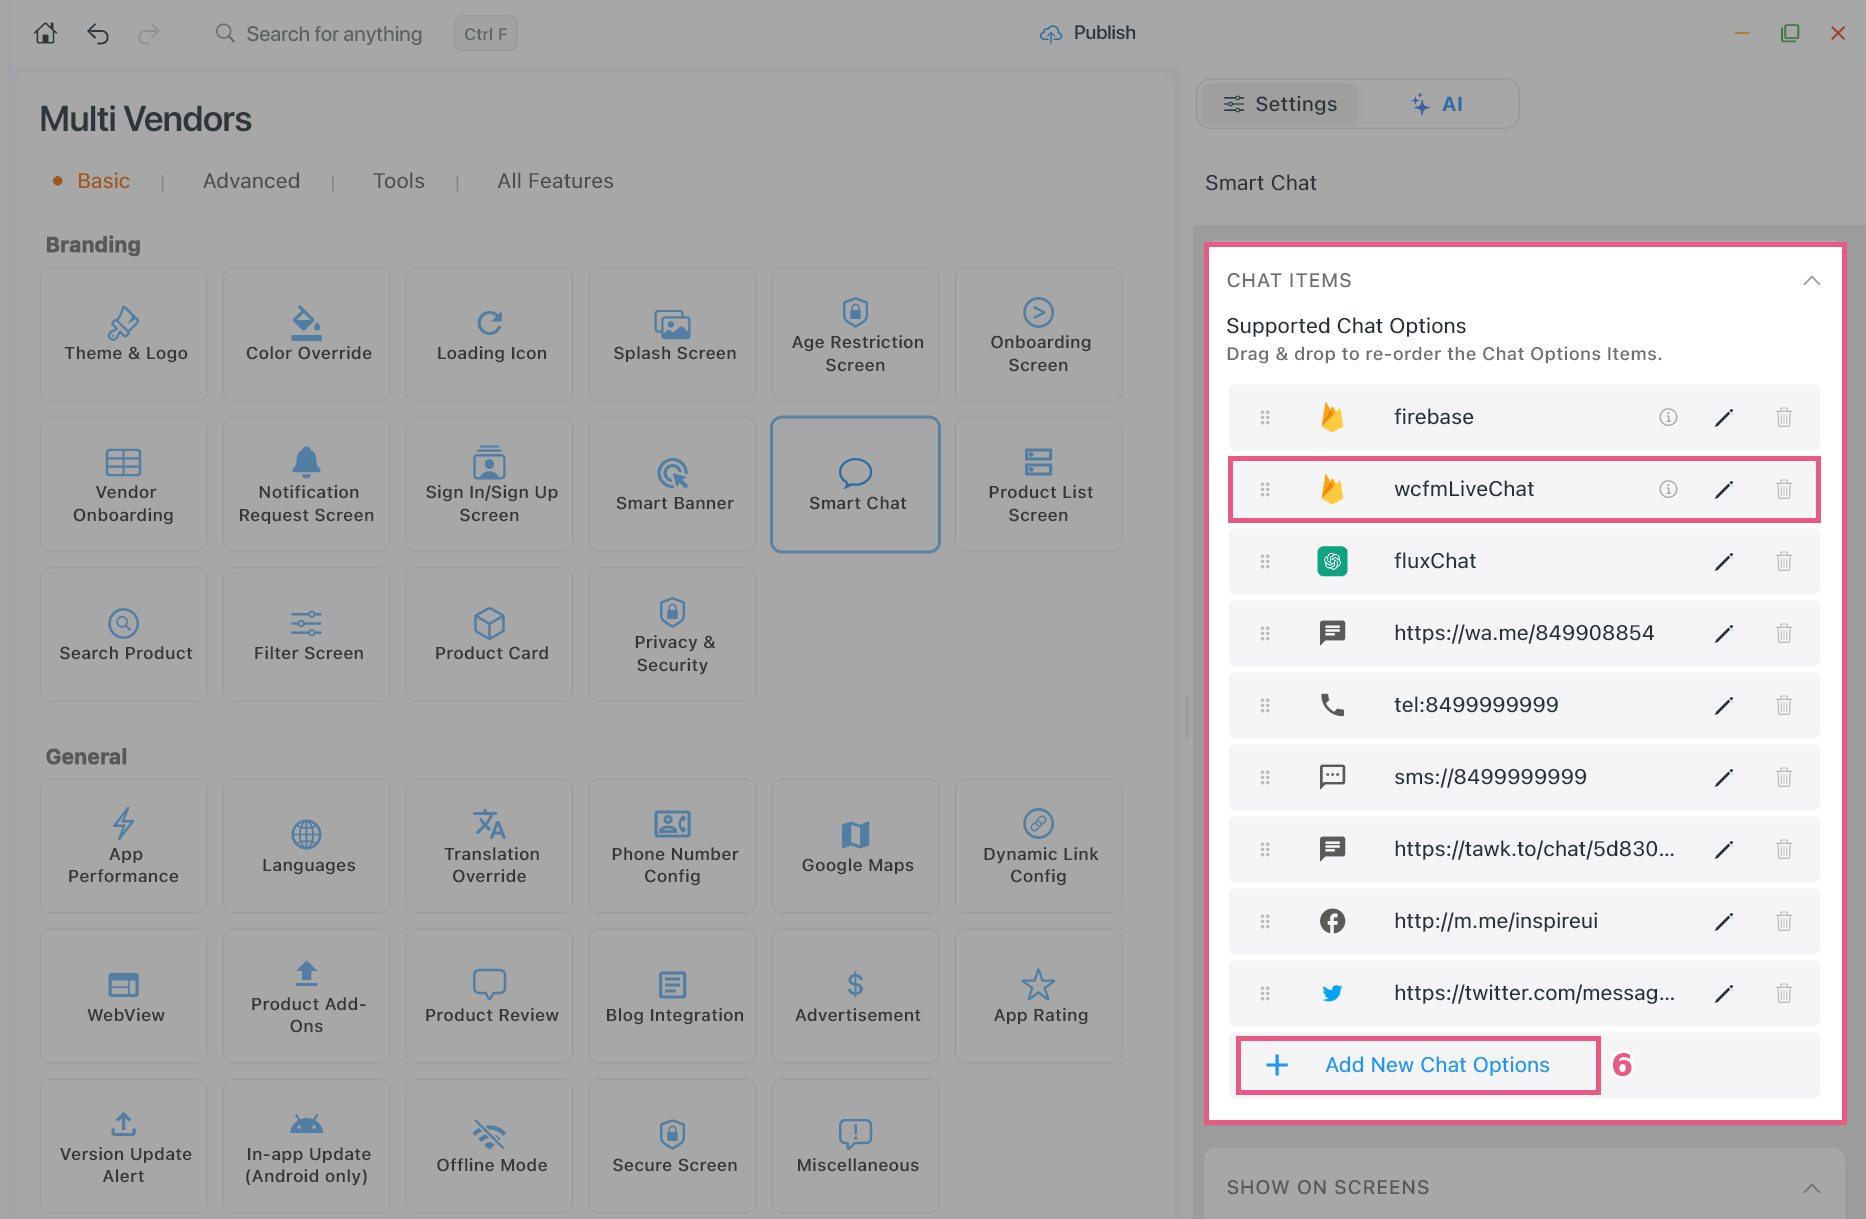 Search for anything
Ctrl F
Publish
Multi Vendors
Basic | Advanced | Tools | All Features
Branding
Theme & Logo
Color Override
Loading Icon
Splash Screen
Age Restriction
Screen
Onboarding
Screen
Vendor
Onboarding
Notification
Request Screen
Sign In/Sign Up
Screen
Smart Banner
Smart Chat
Product List
Screen
Search Product
Filter Screen
Product Card
Privacy &
Security
General
App
Performance
Languages
Translation
Override
Phone Number
Config
Google Maps
Dynamic Link
Config
WebView
Product Add-
Ons
Product Review
Blog Integration
Advertisement
App Rating
Version Update
Alert
In-app Update
(Android only)
Offline Mode
Secure Screen
Miscellaneous
Settings
AI
Smart Chat
CHAT ITEMS
Supported Chat Options
Drag & drop to re-order the Chat Options Items.
firebase
wcfmLiveChat
fluxChat
https://wa.me/849908854
tel:8499999999
sms://8499999999
https://tawk.to/chat/5d830...
http://m.me/inspireui
https://twitter.com/messag...
Add New Chat Options
6
SHOW ON SCREENS